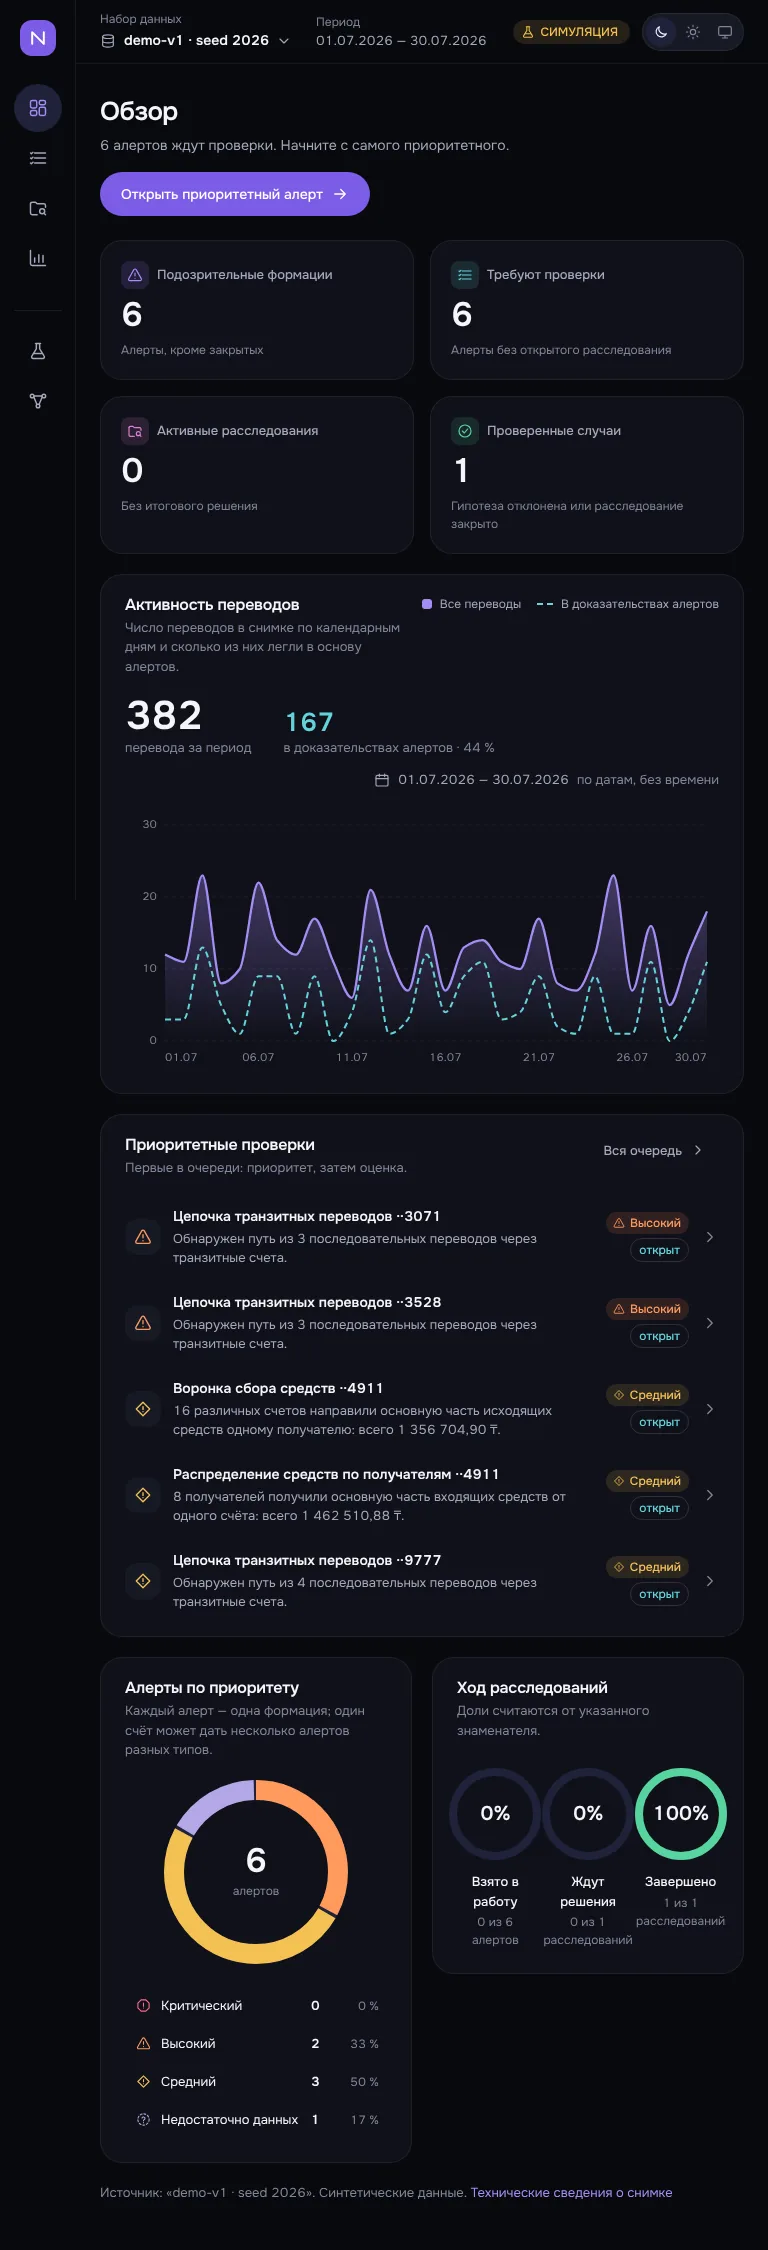 N
Набор данных
demo-v1 · seed 2026
Период
01.07.2026 — 30.07.2026
СИМУЛЯЦИЯ
Обзор
6 алертов ждут проверки. Начните с самого приоритетного.
Открыть приоритетный алерт
Подозрительные формации
6
Алерты, кроме закрытых
Требуют проверки
6
Алерты без открытого расследования
Активные расследования
0
Без итогового решения
Проверенные случаи
1
Гипотеза отклонена или расследование
закрыто
Активность переводов
Все переводы
В доказательствах алертов
Число переводов в снимке по календарным
дням и сколько из них легли в основу
алертов.
382
перевода за период
167
в доказательствах алертов · 44 %
01.07.2026 — 30.07.2026 по датам, без времени
30
20
10
0
01.07 06.07 11.07 16.07 21.07 26.07 30.07
Приоритетные проверки
Вся очередь
Первые в очереди: приоритет, затем оценка.
Цепочка транзитных переводов ··3071
Обнаружен путь из 3 последовательных переводов через
транзитные счета.
Высокий
открыт
Цепочка транзитных переводов ··3528
Обнаружен путь из 3 последовательных переводов через
транзитные счета.
Высокий
открыт
Воронка сбора средств ··4911
16 различных счетов направили основную часть исходящих
средств одному получателю: всего 1 356 704,90 ₸.
Средний
открыт
Распределение средств по получателям ··4911
8 получателей получили основную часть входящих средств от
одного счёта: всего 1 462 510,88 ₸.
Средний
открыт
Цепочка транзитных переводов ··9777
Обнаружен путь из 4 последовательных переводов через
транзитные счета.
Средний
открыт
Алерты по приоритету
Каждый алерт — одна формация; один
счёт может дать несколько алертов
разных типов.
6
алертов
Критический 0 0 %
Высокий 2 33 %
Средний 3 50 %
Недостаточно данных 1 17 %
Ход расследований
Доли считаются от указанного
знаменателя.
0%
Взято в
работу
0 из 6
алертов
0%
Ждут
решения
0 из 1
расследований
100%
Завершено
1 из 1
расследований
Источник: «demo-v1 · seed 2026». Синтетические данные. Технические сведения о снимке